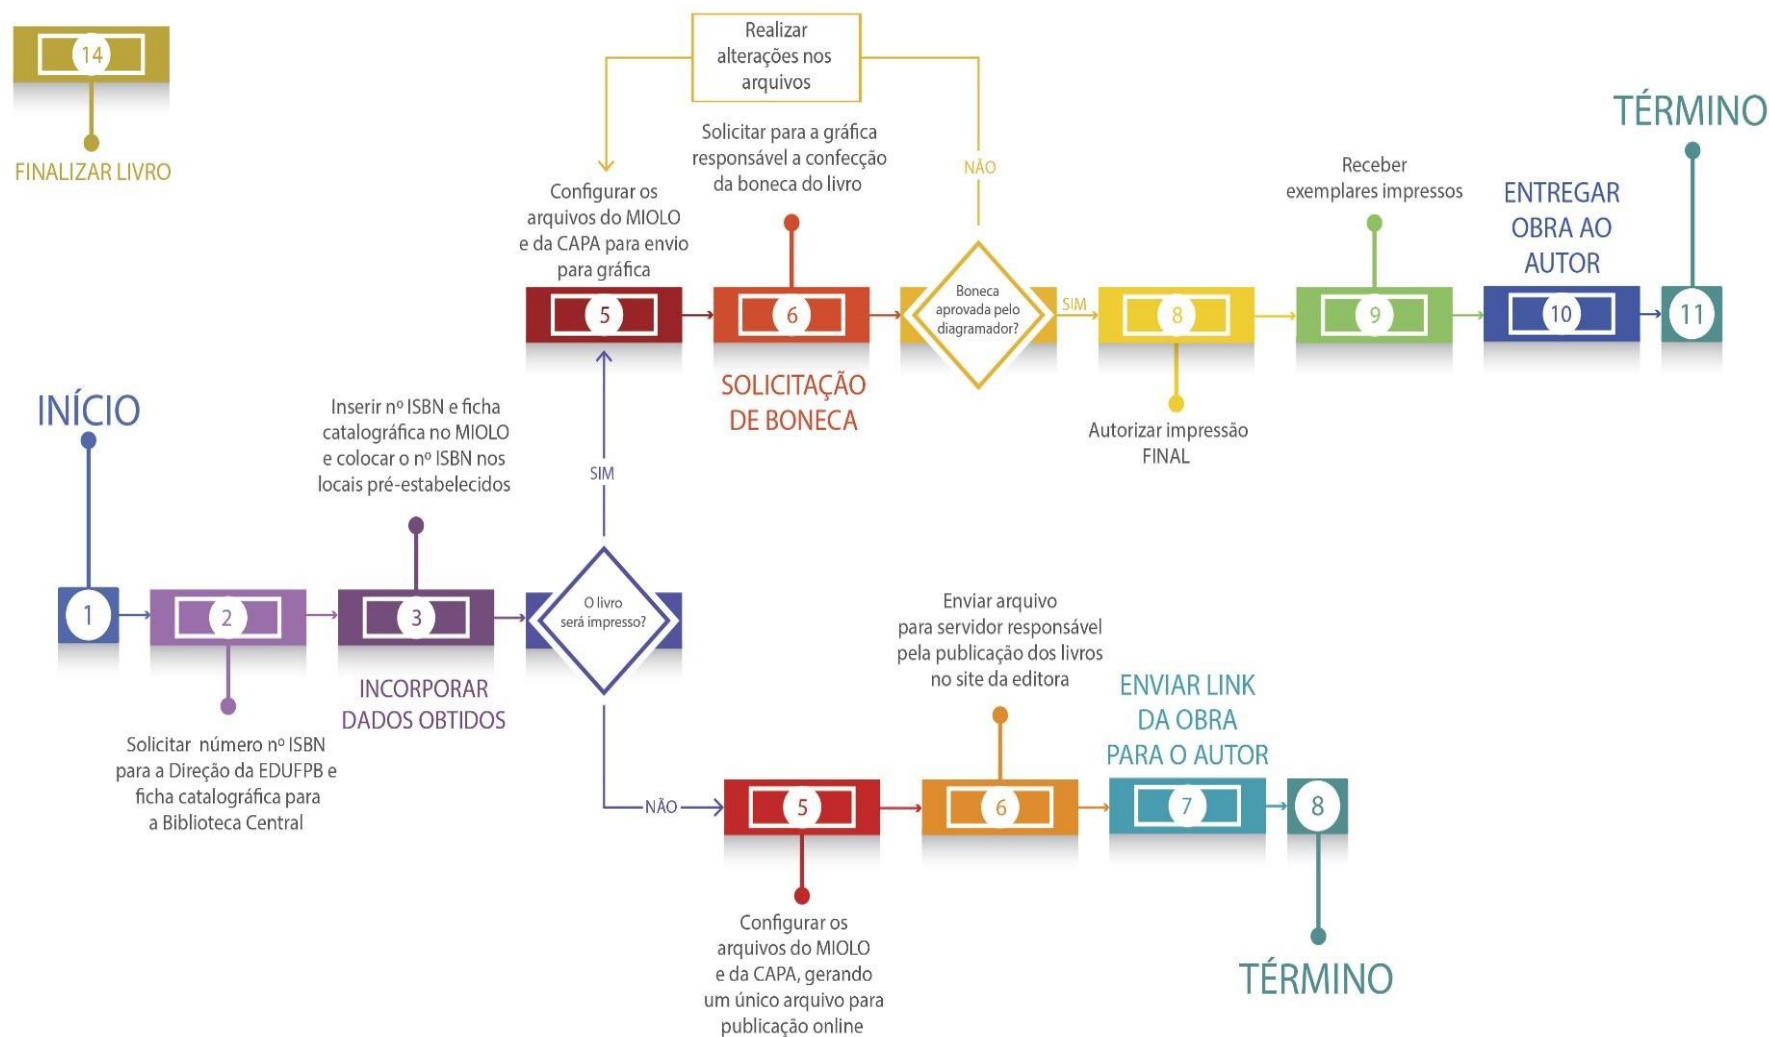 14
FINALIZAR LIVRO
Realizar
alterações nos
arquivos
Configurar os
arquivos do MIOLO
e da CAPA para envio
para gráfica
5
Solicitar para a gráfica
responsável a confecção
da boneca do livro
6
SOLICITAÇÃO
DE BONECA
NÃO
Boneca
aprovada pelo
diagramador?
SIM
8
Autorizar impressão
FINAL
Receber
exemplares impressos
9
ENTREGAR
OBRA AO
AUTOR
10
TÉRMINO
11
INÍCIO
1
2
Solicitar número nº ISBN
para a Direção da EDUFPB e
ficha catalográfica para
a Biblioteca Central
Inserir nº ISBN e ficha
catalográfica no MIOLO
e colocar o nº ISBN nos
locais pré-estabelecidos
3
INCORPORAR
DADOS OBTIDOS
SIM
O livro
será impresso?
NÃO
5
Configurar os
arquivos do MIOLO
e da CAPA, gerando
um único arquivo para
publicação online
Enviar arquivo
para servidor responsável
pela publicação dos livros
no site da editora
6
ENVIAR LINK
DA OBRA
PARA O AUTOR
7
8
TÉRMINO